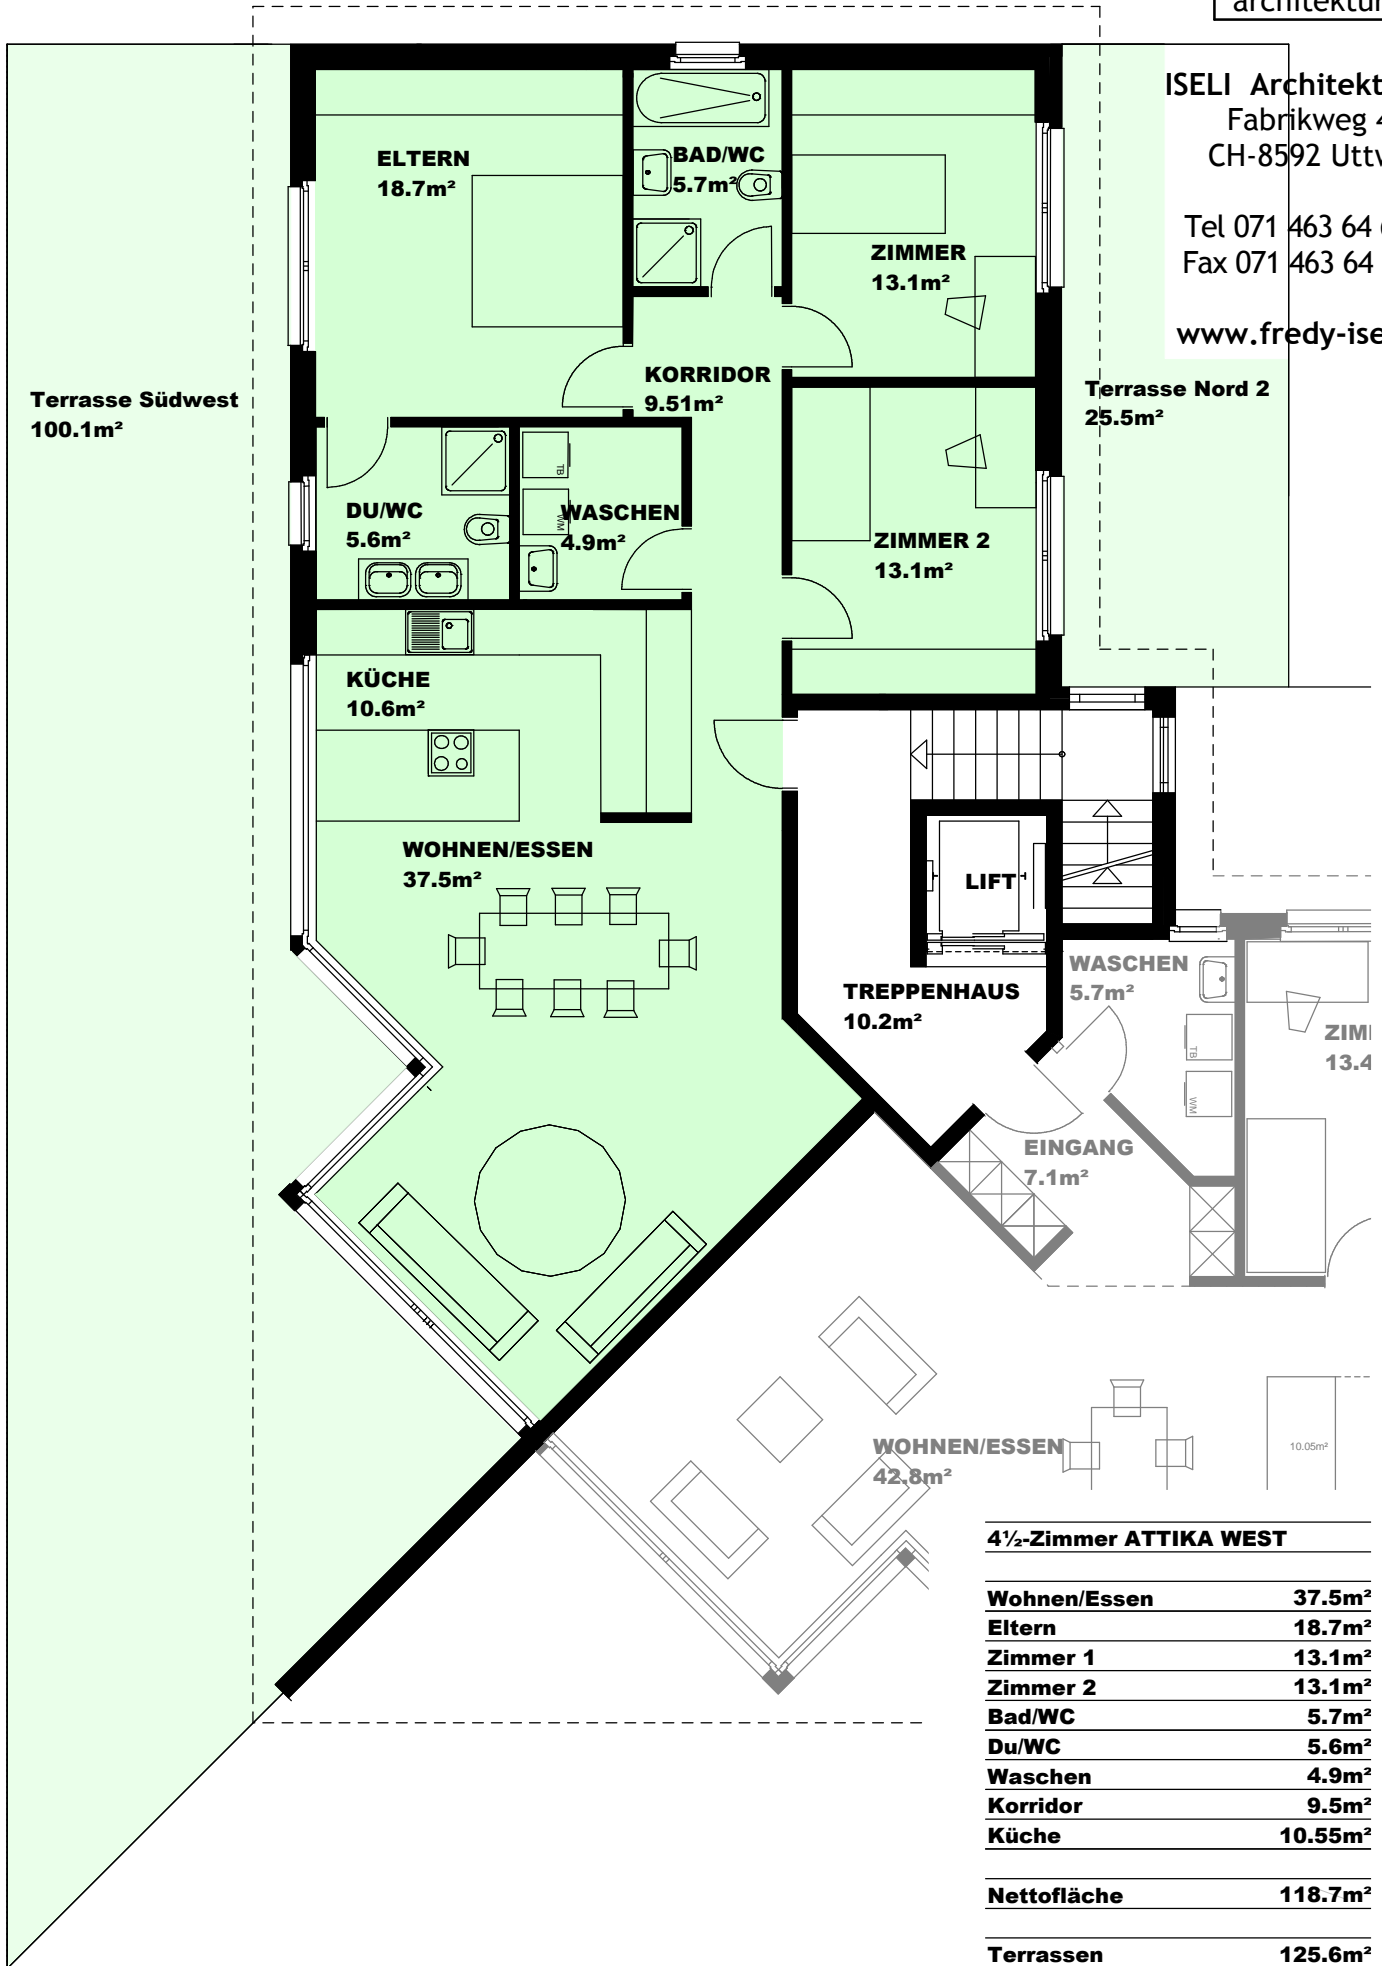 architektur
ISELI Architekt
Fabrikweg 4
CH-8592 Uttw
Tel 071 463 64 6
Fax 071 463 64
www.fredy-ise
ELTERN
18.7m²
BAD/WC
5.7m²
ZIMMER
13.1m²
KORRIDOR
9.51m²
Terrasse Südwest
100.1m²
Terrasse Nord 2
25.5m²
TB
WM
DU/WC
5.6m²
WASCHEN
4.9m²
ZIMMER 2
13.1m²
KÜCHE
10.6m²
WOHNEN/ESSEN
37.5m²
LIFT
TREPPENHAUS
10.2m²
WASCHEN
5.7m²
TB
WM
ZIM
13.4
EINGANG
7.1m²
WOHNEN/ESSEN
42.8m²
10.05m²
4½-Zimmer ATTIKA WEST
Wohnen/Essen 37.5m²
Eltern 18.7m²
Zimmer 1 13.1m²
Zimmer 2 13.1m²
Bad/WC 5.7m²
Du/WC 5.6m²
Waschen 4.9m²
Korridor 9.5m²
Küche 10.55m²
Nettofläche 118.7m²
Terrassen 125.6m²